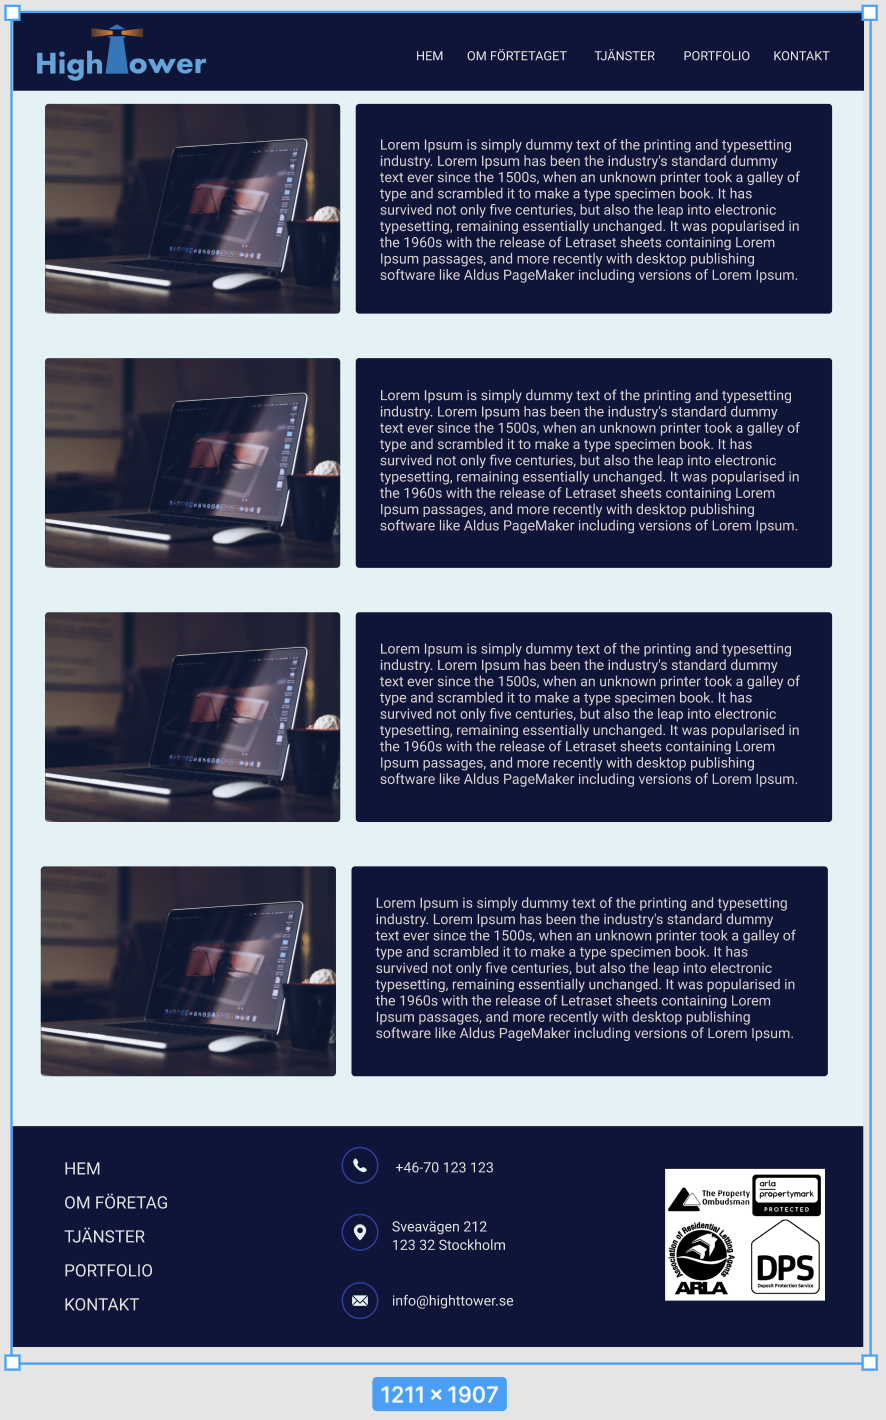 HighTower
HEM OM FÖRTETAGET TJÄNSTER PORTFOLIO KONTAKT
Lorem Ipsum is simply dummy text of the printing and typesetting
industry. Lorem Ipsum has been the industry's standard dummy
text ever since the 1500s, when an unknown printer took a galley of
type and scrambled it to make a type specimen book. It has
survived not only five centuries, but also the leap into electronic
typesetting, remaining essentially unchanged. It was popularised in
the 1960s with the release of Letraset sheets containing Lorem
Ipsum passages, and more recently with desktop publishing
software like Aldus PageMaker including versions of Lorem Ipsum.
Lorem Ipsum is simply dummy text of the printing and typesetting
industry. Lorem Ipsum has been the industry's standard dummy
text ever since the 1500s, when an unknown printer took a galley of
type and scrambled it to make a type specimen book. It has
survived not only five centuries, but also the leap into electronic
typesetting, remaining essentially unchanged. It was popularised in
the 1960s with the release of Letraset sheets containing Lorem
Ipsum passages, and more recently with desktop publishing
software like Aldus PageMaker including versions of Lorem Ipsum.
Lorem Ipsum is simply dummy text of the printing and typesetting
industry. Lorem Ipsum has been the industry's standard dummy
text ever since the 1500s, when an unknown printer took a galley of
type and scrambled it to make a type specimen book. It has
survived not only five centuries, but also the leap into electronic
typesetting, remaining essentially unchanged. It was popularised in
the 1960s with the release of Letraset sheets containing Lorem
Ipsum passages, and more recently with desktop publishing
software like Aldus PageMaker including versions of Lorem Ipsum.
Lorem Ipsum is simply dummy text of the printing and typesetting
industry. Lorem Ipsum has been the industry's standard dummy
text ever since the 1500s, when an unknown printer took a galley of
type and scrambled it to make a type specimen book. It has
survived not only five centuries, but also the leap into electronic
typesetting, remaining essentially unchanged. It was popularised in
the 1960s with the release of Letraset sheets containing Lorem
Ipsum passages, and more recently with desktop publishing
software like Aldus PageMaker including versions of Lorem Ipsum.
HEM
OM FÖRETAG
TJÄNSTER
PORTFOLIO
KONTAKT
+46-70 123 123
Sveavägen 212
123 32 Stockholm
info@highttower.se
The Property
Ombudsman
arla
propertymark
PROTECTED
Association of Residential Letting Agents
ARLA
DPS
Deposit Protection Service
1211 × 1907